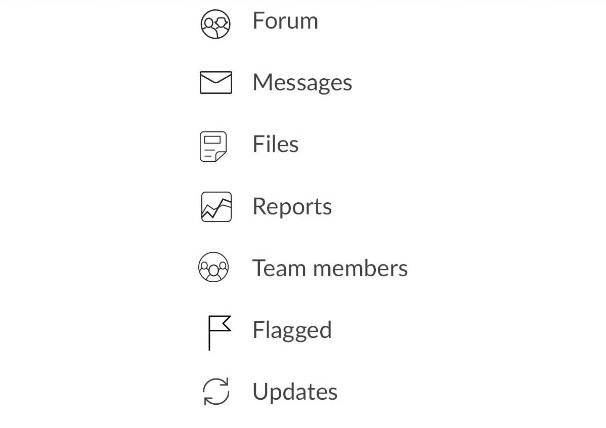 Forum
Messages
Files
Reports
Team members
Flagged
Updates